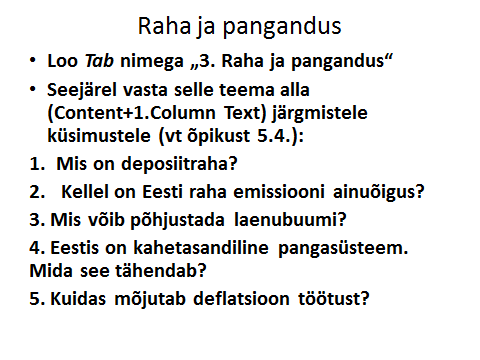 Raha ja pangandus
• Loo Tab nimega „3. Raha ja pangandus“
• Seejärel vasta selle teema alla
(Content+1.Column Text) järgmistele
küsimustele (vt õpikust 5.4.):
1. Mis on deposiitraha?
2. Kellel on Eesti raha emissiooni ainuõigus?
3. Mis võib põhjustada laenubuumi?
4. Eestis on kahetasandiline pangasüsteem.
Mida see tähendab?
5. Kuidas mõjutab deflatsioon töötust?